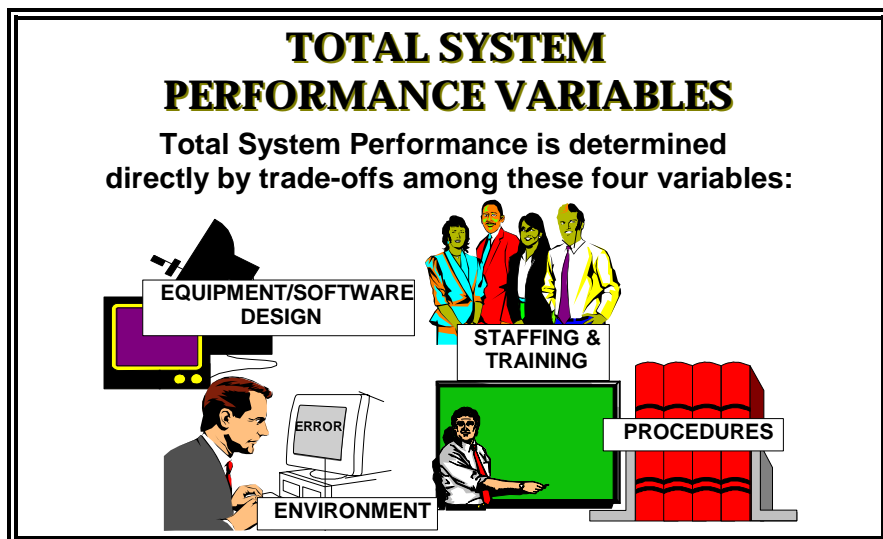 TOTAL SYSTEM
PERFORMANCE VARIABLES
Total System Performance is determined
directly by trade-offs among these four variables:
EQUIPMENT/SOFTWARE
DESIGN
STAFFING &
TRAINING
ERROR
PROCEDURES
ENVIRONMENT